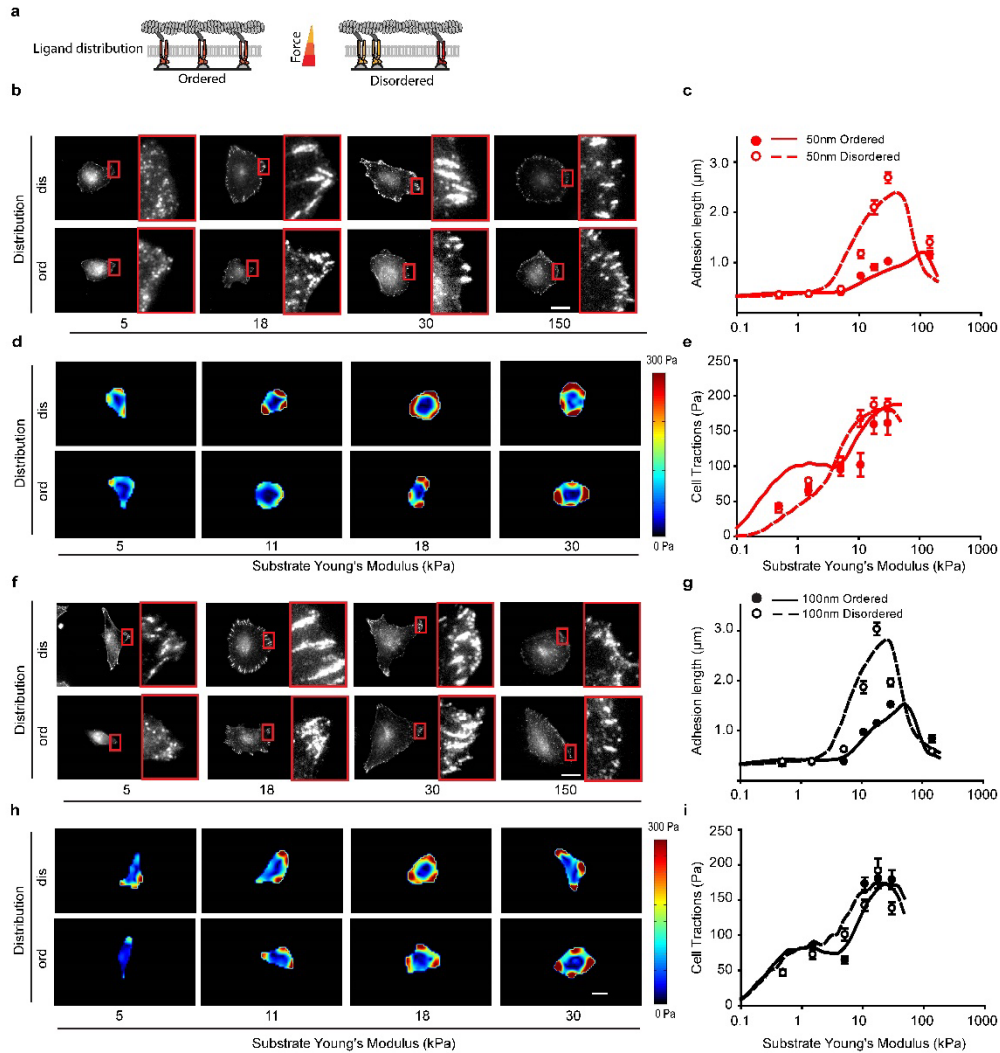 a
Ligand distribution
Ordered
Force
Disordered
b
Distribution
dis
ord
5 18 30 150
c
50nm Ordered
50nm Disordered
Adhesion length (μm)
3.0
2.0
1.0
0.1 1 10 100 1000
d
Distribution
dis
ord
300 Pa
0 Pa
5 11 18 30
Substrate Young's Modulus (kPa)
e
Cell Tractions (Pa)
250
200
150
100
50
0
0.1 1 10 100 1000
Substrate Young's Modulus (kPa)
f
Distribution
dis
ord
5 18 30 150
g
100nm Ordered
100nm Disordered
Adhesion length (μm)
3.0
2.0
1.0
0.1 1 10 100 1000
h
Distribution
dis
ord
300 Pa
0 Pa
5 11 18 30
Substrate Young's Modulus (kPa)
i
Cell Tractions (Pa)
250
200
150
100
50
0
0.1 1 10 100 1000
Substrate Young's Modulus (kPa)